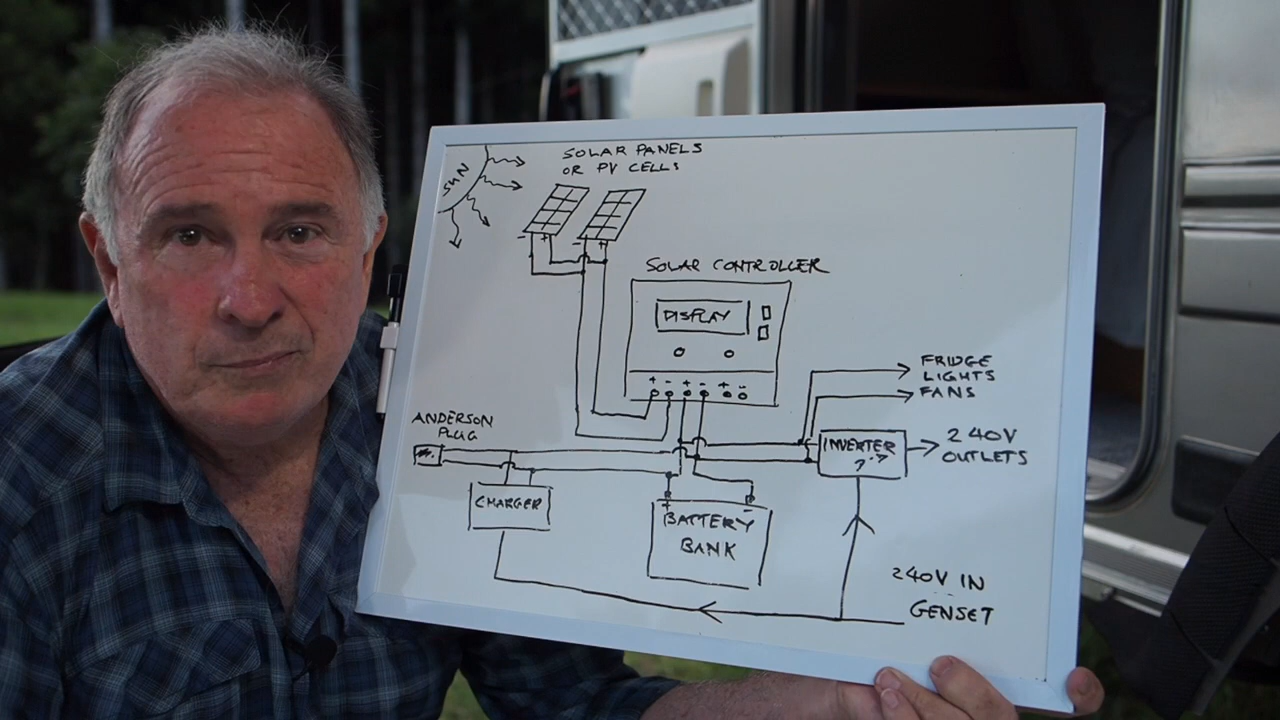 SUN
SOLAR PANELS
OR PV CELLS
- + - +
SOLAR CONTROLLER
DISPLAY
+ - + - + -
FRIDGE
LIGHTS
FANS
ANDERSON
PLUG
INVERTER
240V
OUTLETS
CHARGER
+ -
BATTERY
BANK
240V IN
GENSET